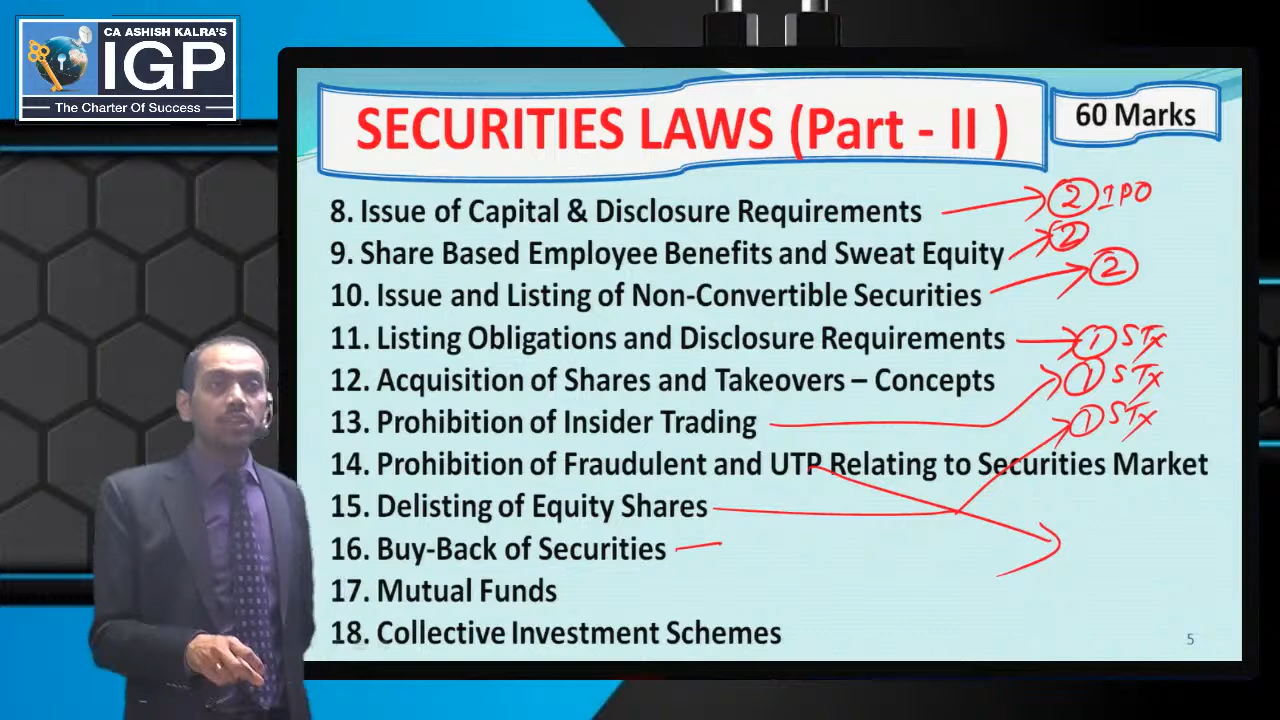 CA ASHISH KALRA'S
IGP
The Charter Of Success
SECURITIES LAWS (Part - II )
60 Marks
8. Issue of Capital & Disclosure Requirements
2 IPO
9. Share Based Employee Benefits and Sweat Equity
2
10. Issue and Listing of Non-Convertible Securities
2
11. Listing Obligations and Disclosure Requirements
1 STx
12. Acquisition of Shares and Takeovers – Concepts
1 STx
13. Prohibition of Insider Trading
1 STx
14. Prohibition of Fraudulent and UTP Relating to Securities Market
15. Delisting of Equity Shares
16. Buy-Back of Securities
17. Mutual Funds
18. Collective Investment Schemes
5